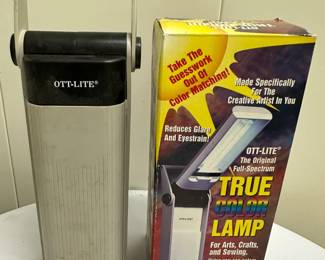 OTT-LITE®
Take The
Guesswork
Out Of
Color Matching!
Made Specifically
For The
Creative Artist In You
Reduces Glare
And Eyestrain!
OTT-LITE®
The Original
Full-Spectrum
TRUE
COLOR
LAMP
For Arts, Crafts,
and Sewing.